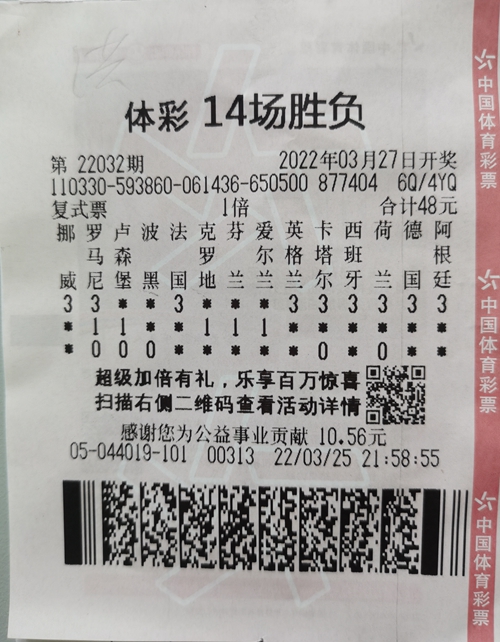 体彩 14场胜负
第 22032期 2022年03月27日开奖
110330-593860-061436-650500 877404 6Q/4YQ
复式票 1倍 合计48元
挪 罗 卢 波 法 克 芬 爱 英 卡 西 荷 德 阿
马 森 罗 尔 格 塔 班 根
威 尼 堡 黑 国 地 兰 兰 兰 尔 牙 兰 国 廷
3 3 * * 3 * * * 3 3 3 3 3 3
* 1 1 * * 1 1 1 * * * * * *
* 0 0 0 * * * * * 0 * 0 * *
超级加倍有礼，乐享百万惊喜
扫描右侧二维码查看活动详情
感谢您为公益事业贡献 10.56元
05-044019-101 00313 22/03/25 21:58:55
中国体育彩票
中国体育彩票
中国体育彩票